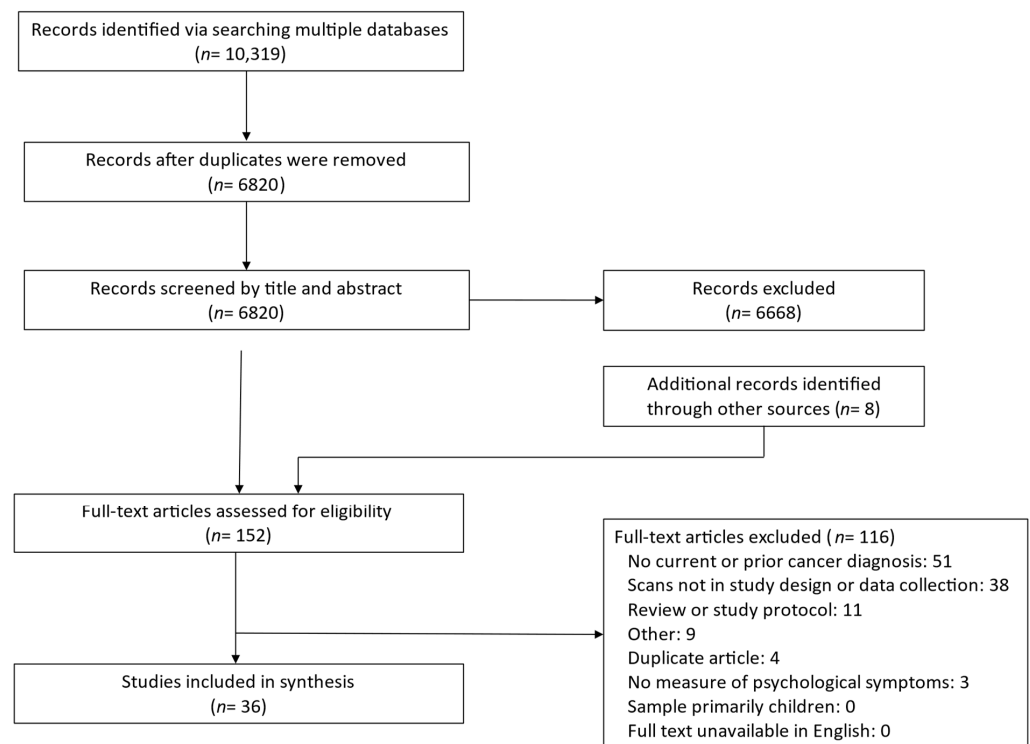 Records identified via searching multiple databases
(n= 10,319)
Records after duplicates were removed
(n= 6820)
Records screened by title and abstract
(n= 6820)
Records excluded
(n= 6668)
Additional records identified
through other sources (n= 8)
Full-text articles assessed for eligibility
(n= 152)
Full-text articles excluded (n= 116)
No current or prior cancer diagnosis: 51
Scans not in study design or data collection: 38
Review or study protocol: 11
Other: 9
Duplicate article: 4
No measure of psychological symptoms: 3
Sample primarily children: 0
Full text unavailable in English: 0
Studies included in synthesis
(n= 36)